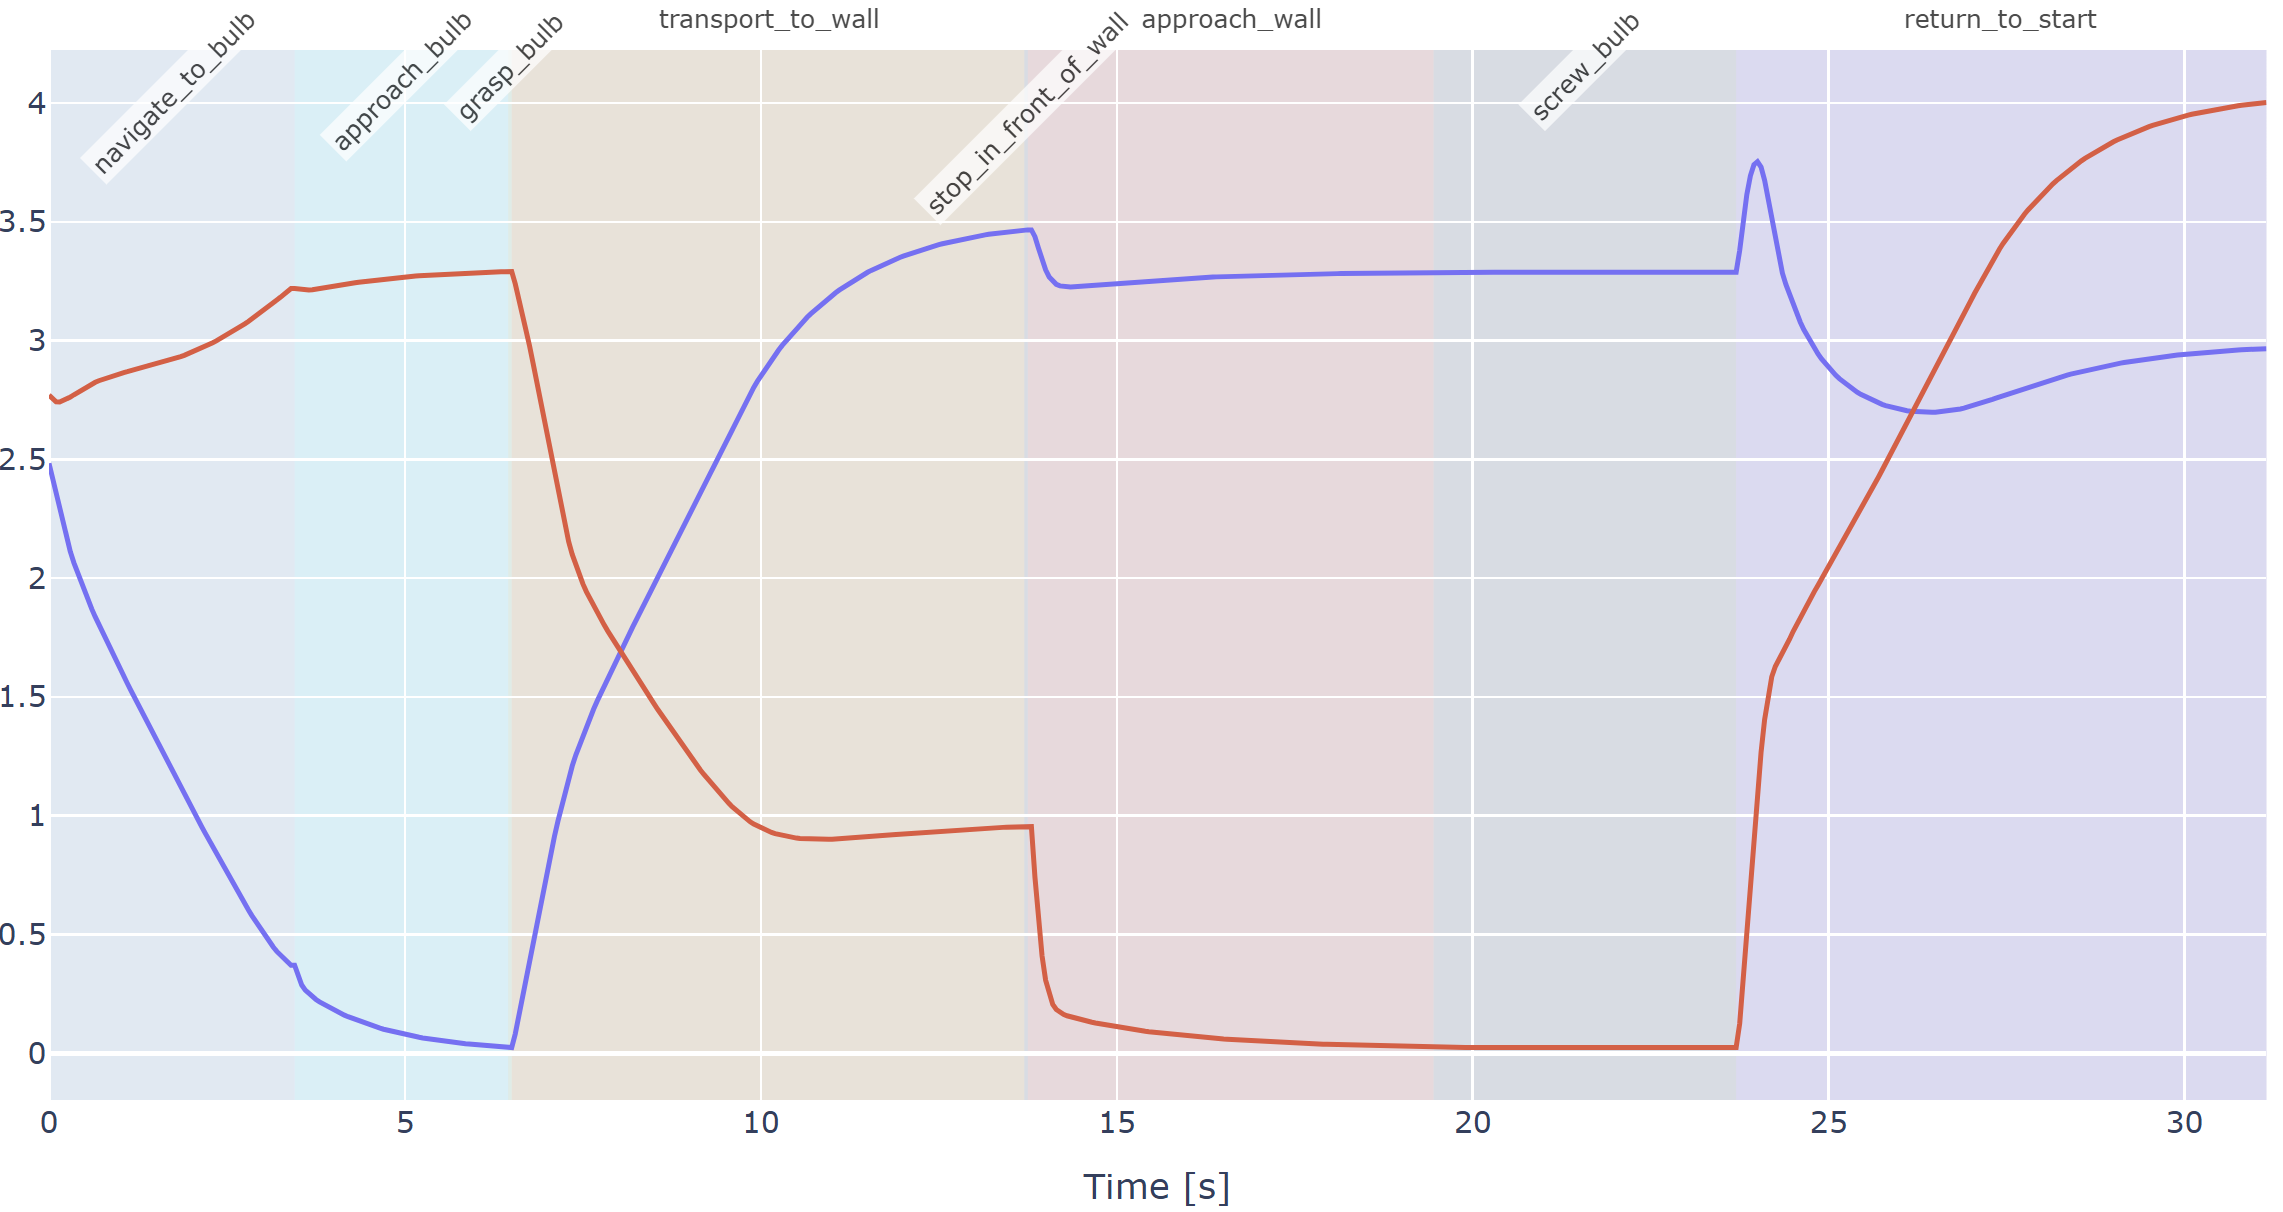 navigate_to_bulb
approach_bulb
grasp_bulb
transport_to_wall
stop_in_front_of_wall
approach_wall
screw_bulb
return_to_start
4
3.5
3
2.5
2
1.5
1
0.5
0
0 5 10 15 20 25 30
Time [s]